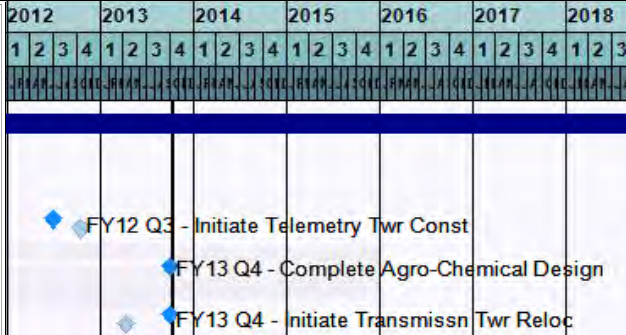 2012 2013 2014 2015 2016 2017 2018
1 2 3 4 1 2 3 4 1 2 3 4 1 2 3 4 1 2 3 4 1 2 3 4 1 2 3
FY12 Q3 - Initiate Telemetry Twr Const
FY13 Q4 - Complete Agro-Chemical Design
FY13 Q4 - Initiate Transmissn Twr Reloc